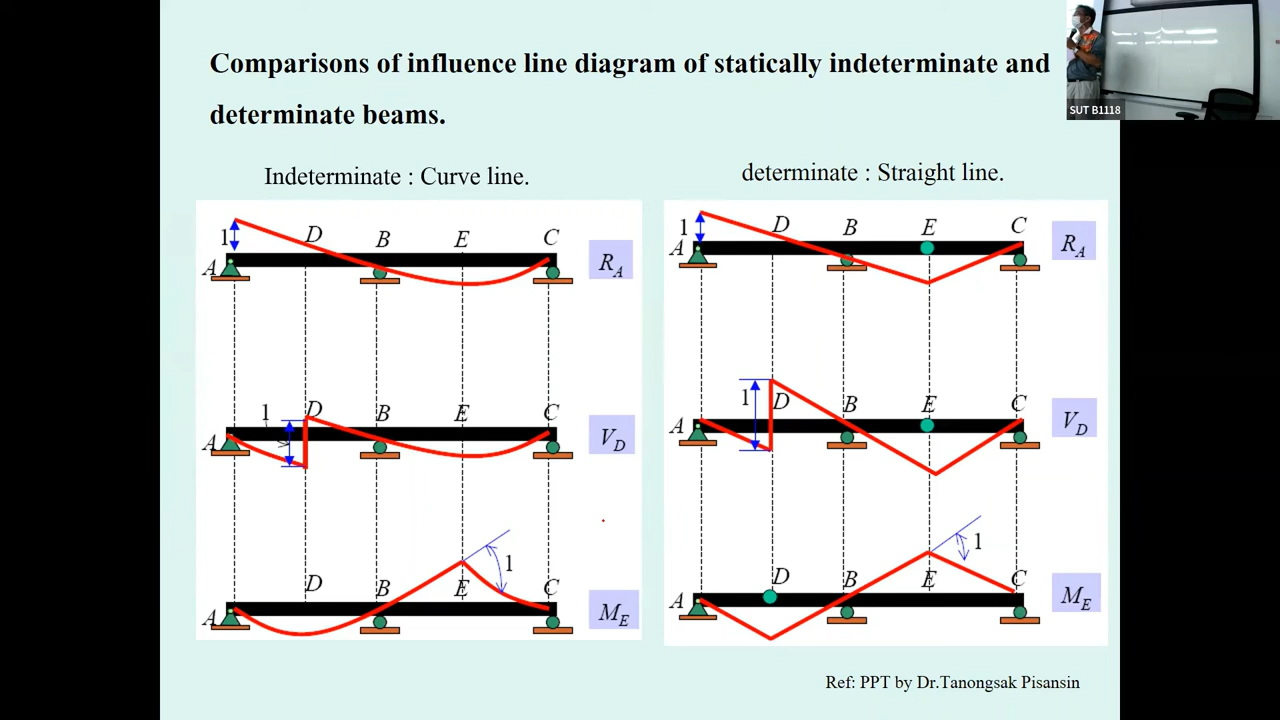 Comparisons of influence line diagram of statically indeterminate and
determinate beams.
SUT B1118
Indeterminate : Curve line.
determinate : Straight line.
1 A D B E C R_A
1 A D B E C V_D
A D B E 1 C M_E
1 A D B E C R_A
1 A D B E C V_D
A D B E 1 C M_E
Ref: PPT by Dr.Tanongsak Pisansin